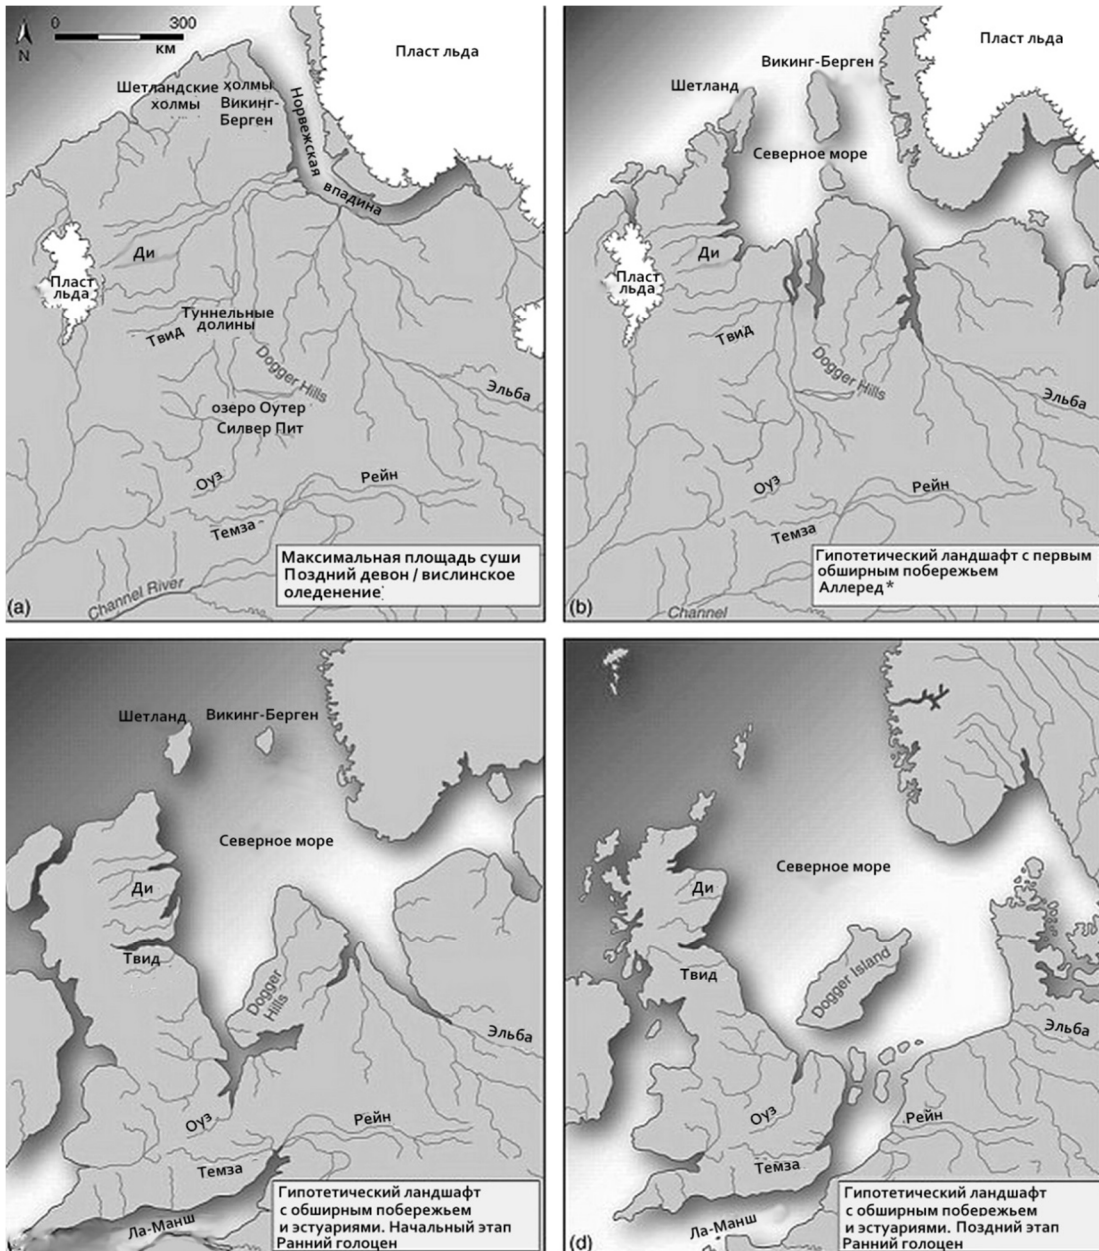 0 300
км
N
Пласт льда
Шетландские
холмы
холмы
Викинг-
Берген
Норвежская
впадина
Ди
Пласт
льда
Туннельные
долины
Твид
Dogger Hills
Эльба
озеро Оутер
Силвер Пит
Оуз
Рейн
Темза
Channel River
Максимальная площадь суши
Поздний девон / вислинское
оледенение
(a)
Пласт льда
Викинг-Берген
Шетланд
Северное море
Ди
Пласт
льда
Твид
Dogger Hills
Эльба
Оуз
Рейн
Темза
Channel
Гипотетический ландшафт с первым
обширным побережьем
Аллеред*
(b)
Шетланд
Викинг-Берген
Северное море
Ди
Твид
Dogger
Hills
Эльба
Оуз
Рейн
Темза
Ла-Манш
Гипотетический ландшафт
с обширным побережьем
и эстуариями. Начальный этап
Ранний голоцен
Северное море
Ди
Твид
Dogger Island
Эльба
Оуз
Рейн
Темза
Ла-Манш
Гипотетический ландшафт
с обширным побережьем
и эстуариями. Поздний этап
Ранний голоцен
(d)